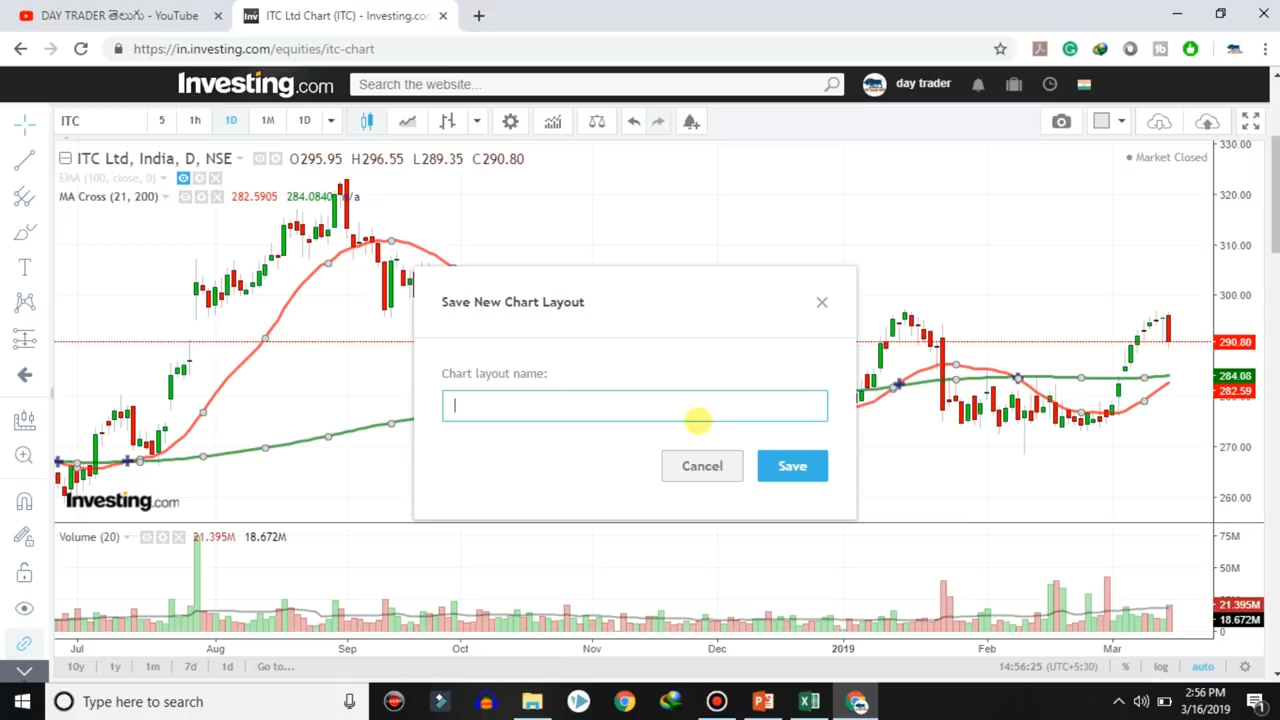 DAY TRADER తెలుగు - YouTube
ITC Ltd Chart (ITC) - Investing.co
https://in.investing.com/equities/itc-chart
Investing.com
Search the website...
day trader
ITC
5
1h
1D
1M
1D
ITC Ltd, India, D, NSE
O295.95 H296.55 L289.35 C290.80
Market Closed
EMA (100, close, 0)
MA Cross (21, 200)
282.5905
284.0840
n/a
330.00
320.00
310.00
300.00
290.80
284.08
282.59
270.00
260.00
Save New Chart Layout
Chart layout name:
Cancel
Save
Investing.com
Volume (20)
21.395M
18.672M
75M
50M
21.395M
18.672M
0
Jul
Aug
Sep
Oct
Nov
Dec
2019
Feb
Mar
10y
1y
1m
7d
1d
Go to...
14:56:25 (UTC+5:30)
%
log
auto
Type here to search
2:56 PM
3/16/2019